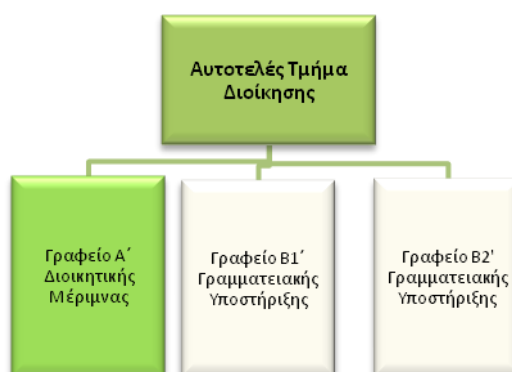 Αυτοτελές Τμήμα
Διοίκησης
Γραφείο Α΄
Διοικητικής
Μέριμνας
Γραφείο Β1΄
Γραμματειακής
Υποστήριξης
Γραφείο Β2'
Γραμματειακής
Υποστήριξης